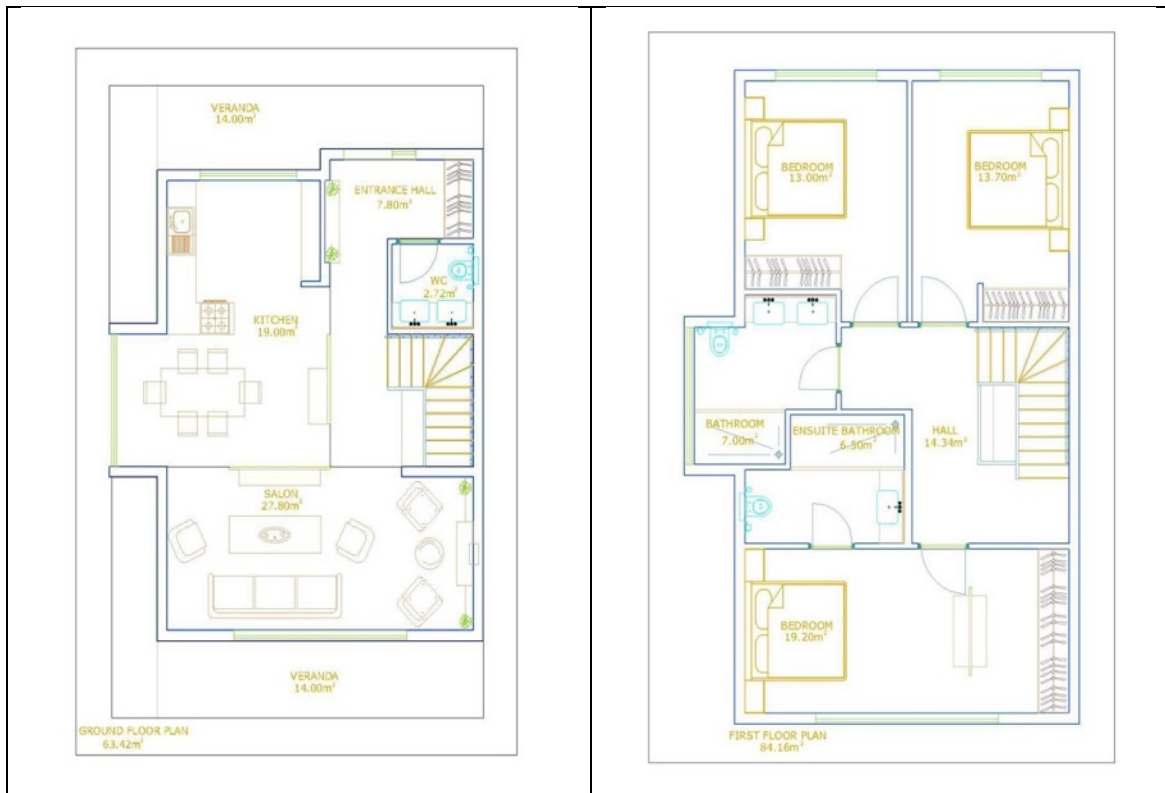 VERANDA
14.00m²
ENTRANCE HALL
7.80m²
WC
2.72m²
KITCHEN
19.00m²
SALON
27.80m²
VERANDA
14.00m²
GROUND FLOOR PLAN
63.42m²
BEDROOM
13.00m²
BEDROOM
13.70m²
BATHROOM
7.00m²
ENSUITE BATHROOM
6.50m²
HALL
14.34m²
BEDROOM
19.20m²
FIRST FLOOR PLAN
84.16m²